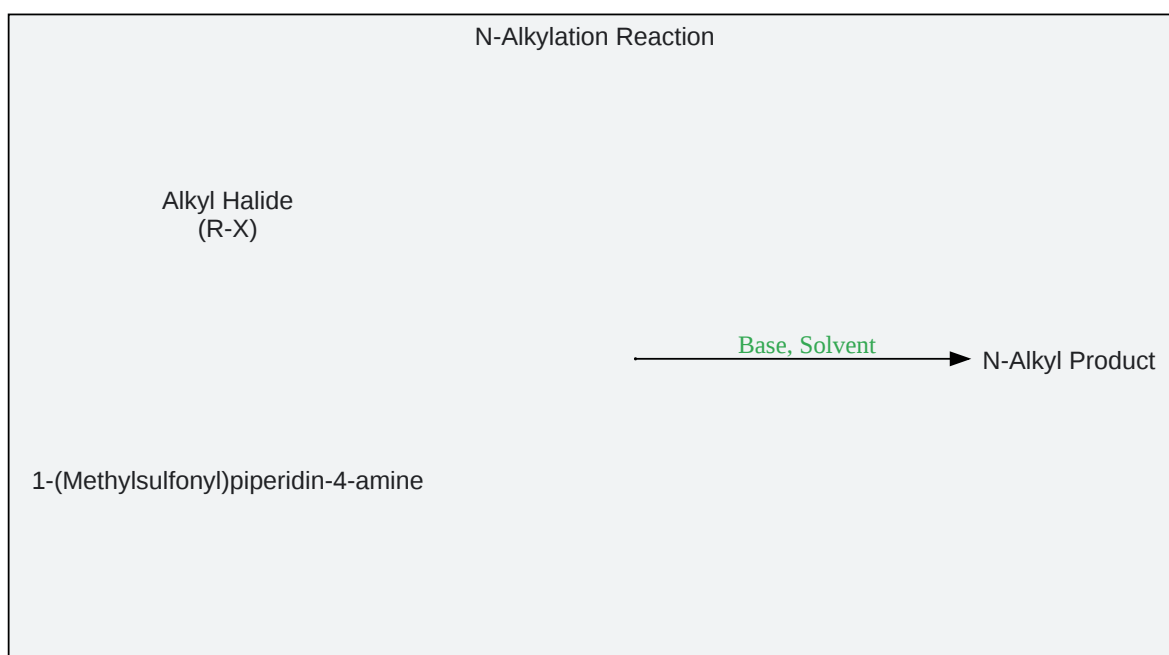 N-Alkylation Reaction
Alkyl Halide
(R-X)
Base, Solvent
N-Alkyl Product
1-(Methylsulfonyl)piperidin-4-amine